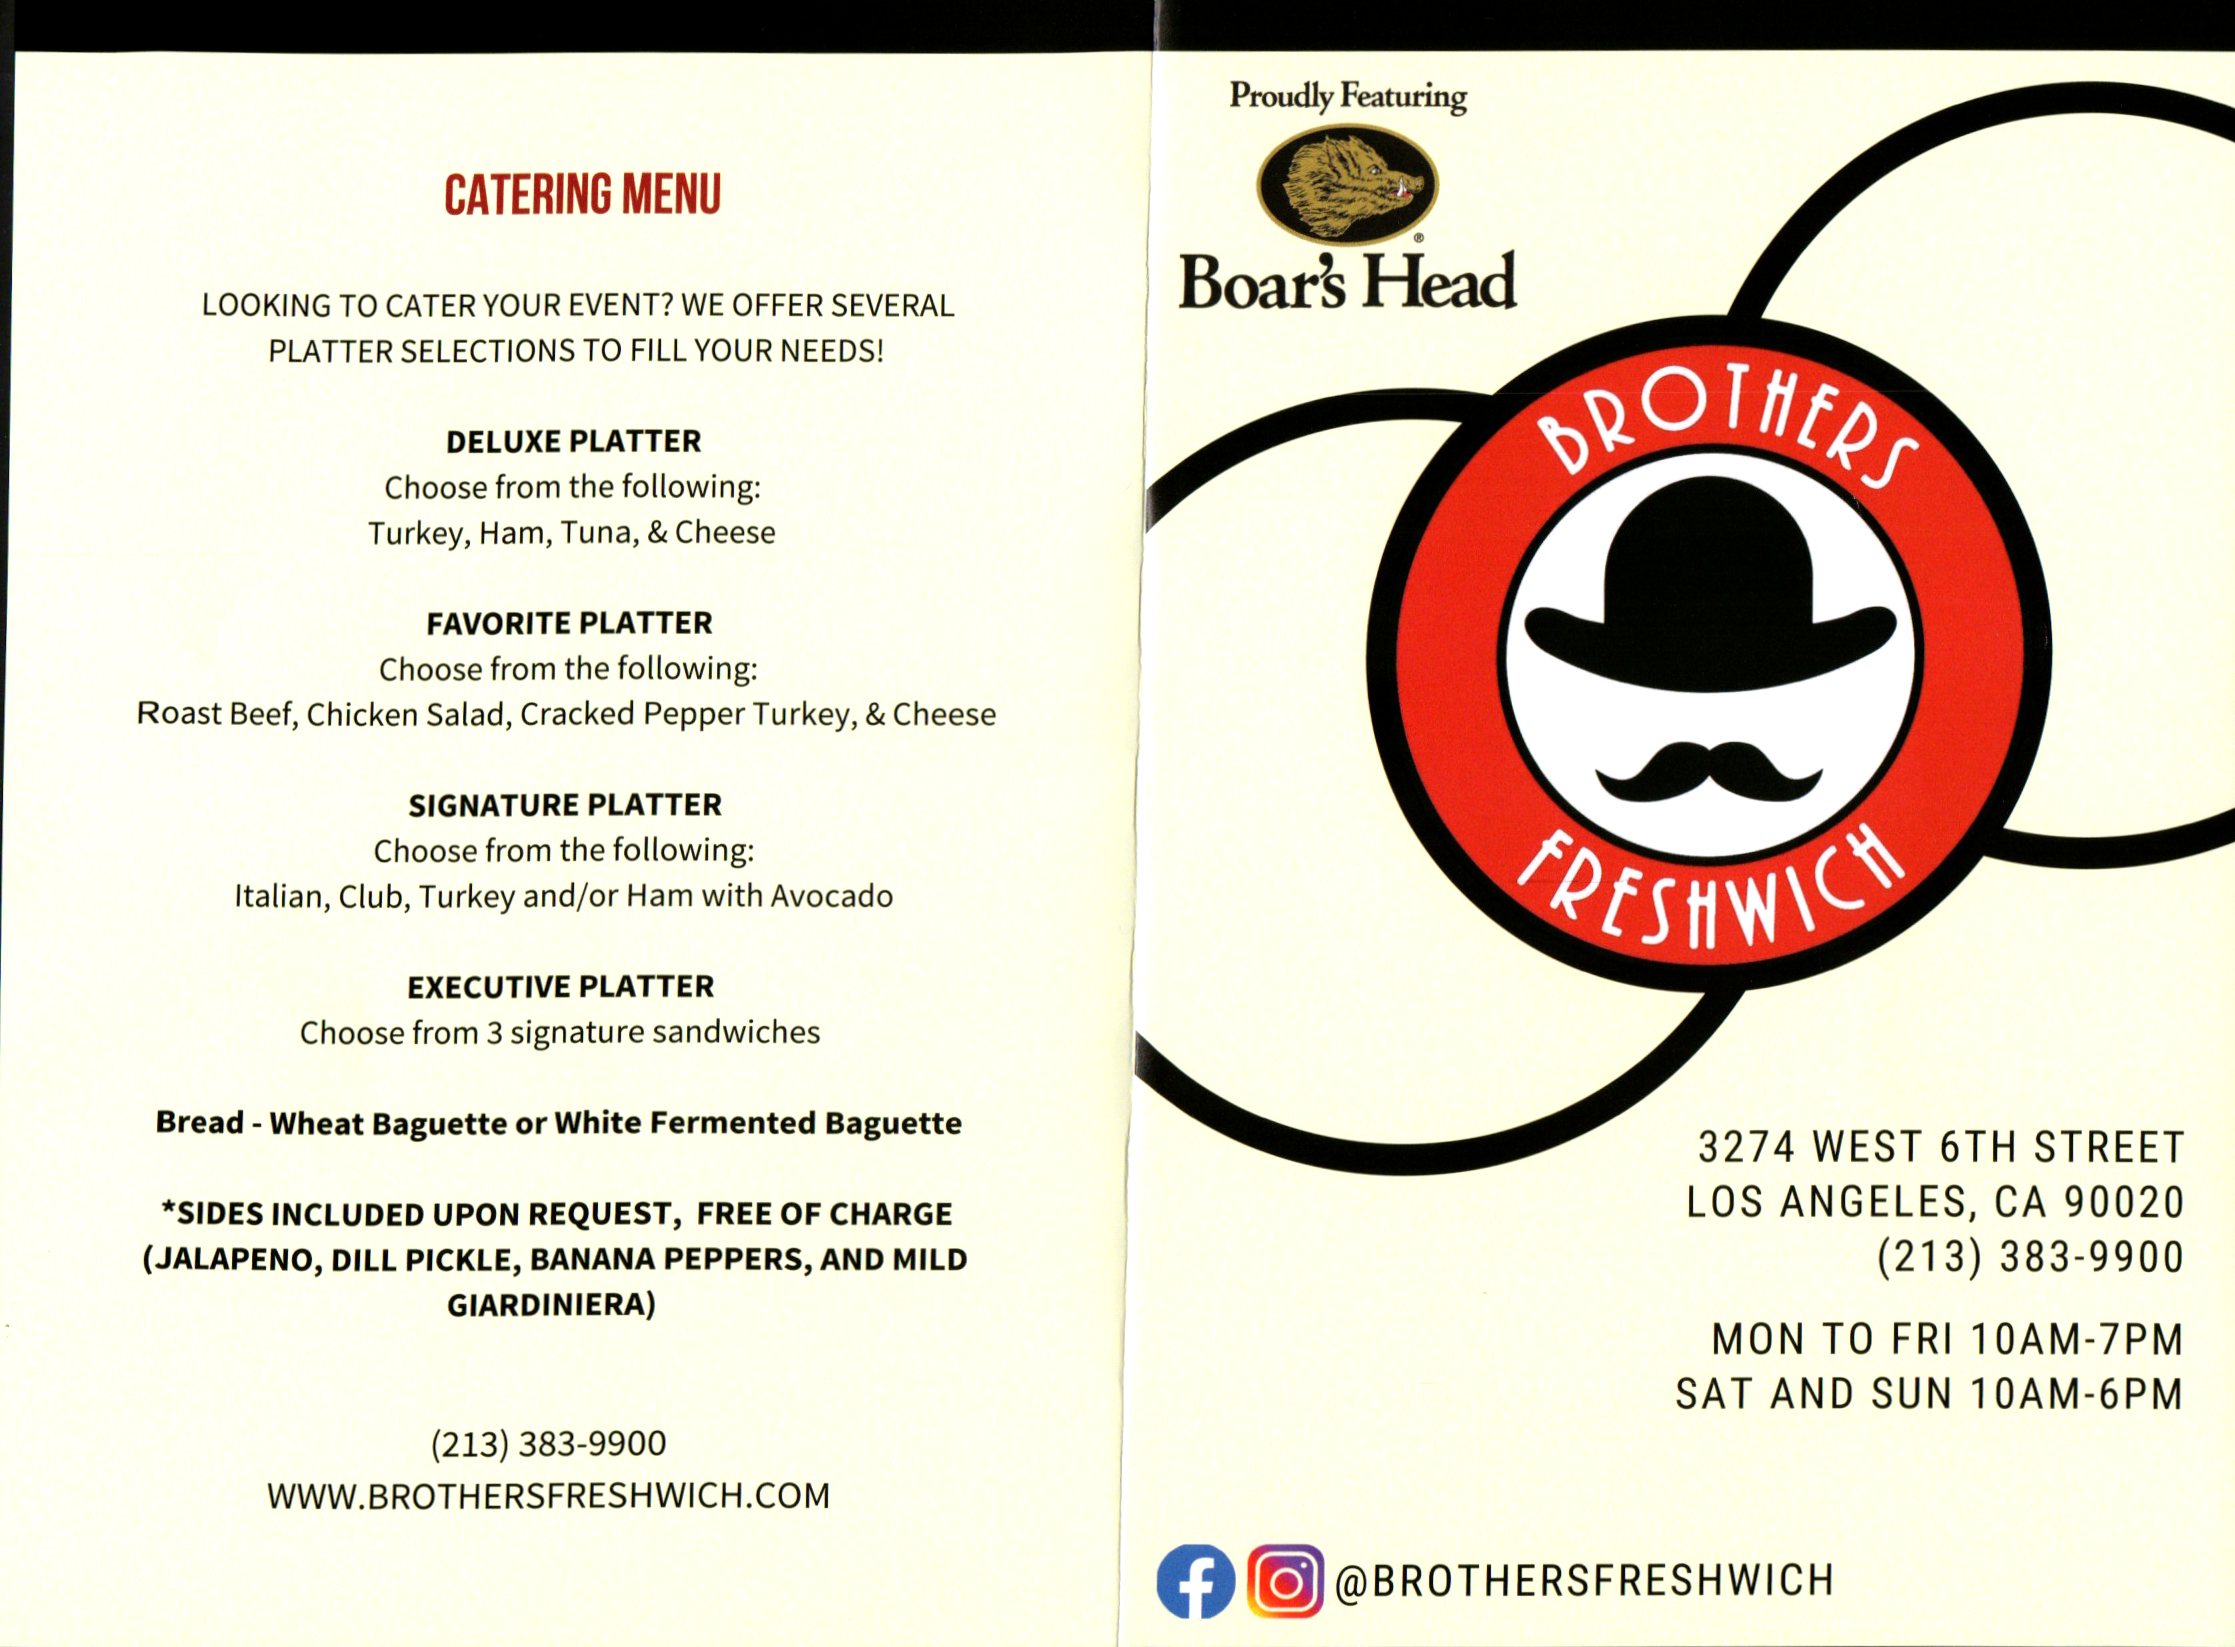 CATERING MENU
LOOKING TO CATER YOUR EVENT? WE OFFER SEVERAL
PLATTER SELECTIONS TO FILL YOUR NEEDS!
DELUXE PLATTER
Choose from the following:
Turkey, Ham, Tuna, & Cheese
FAVORITE PLATTER
Choose from the following:
Roast Beef, Chicken Salad, Cracked Pepper Turkey, & Cheese
SIGNATURE PLATTER
Choose from the following:
Italian, Club, Turkey and/or Ham with Avocado
EXECUTIVE PLATTER
Choose from 3 signature sandwiches
Bread - Wheat Baguette or White Fermented Baguette
*SIDES INCLUDED UPON REQUEST, FREE OF CHARGE
(JALAPENO, DILL PICKLE, BANANA PEPPERS, AND MILD
GIARDINIERA)
(213) 383-9900
WWW.BROTHERSFRESHWICH.COM
Proudly Featuring
®
Boar's Head
BROTHERS
FRESHWICH
3274 WEST 6TH STREET
LOS ANGELES, CA 90020
(213) 383-9900
MON TO FRI 10AM-7PM
SAT AND SUN 10AM-6PM
@BROTHERSFRESHWICH